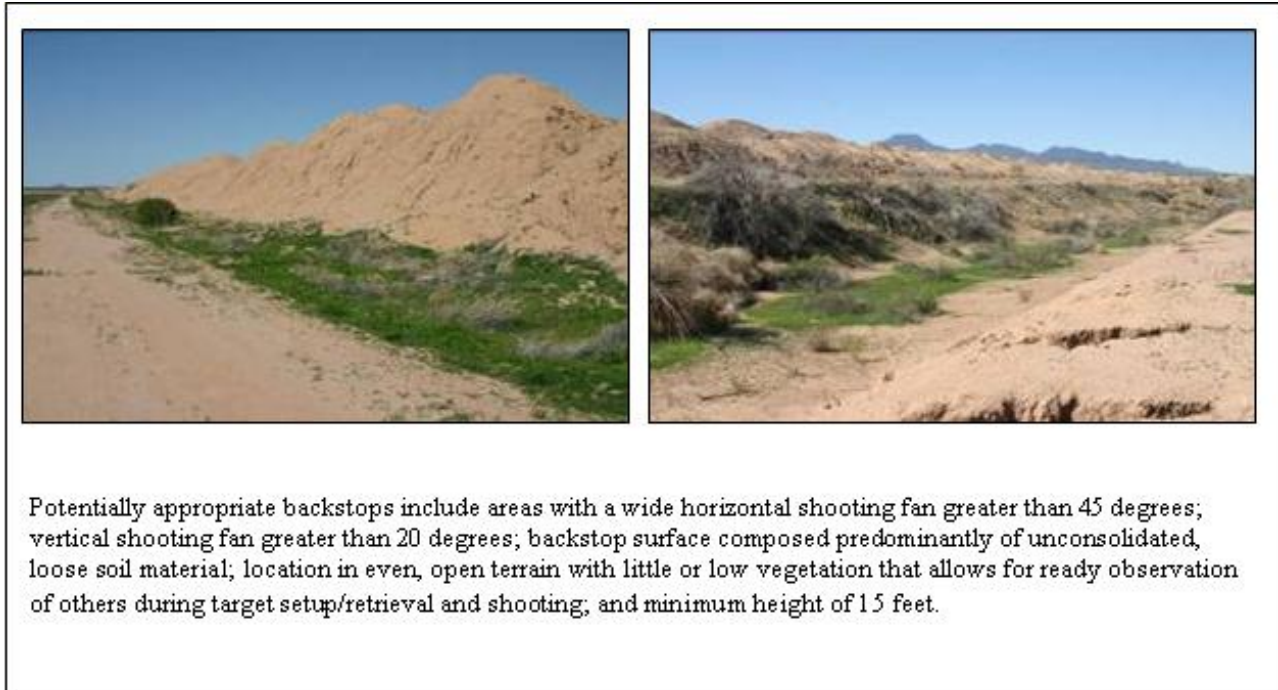 Potentially appropriate backstops include areas with a wide horizontal shooting fan greater than 45 degrees;
vertical shooting fan greater than 20 degrees; backstop surface composed predominantly of unconsolidated,
loose soil material; location in even, open terrain with little or low vegetation that allows for ready observation
of others during target setup/retrieval and shooting; and minimum height of 15 feet.